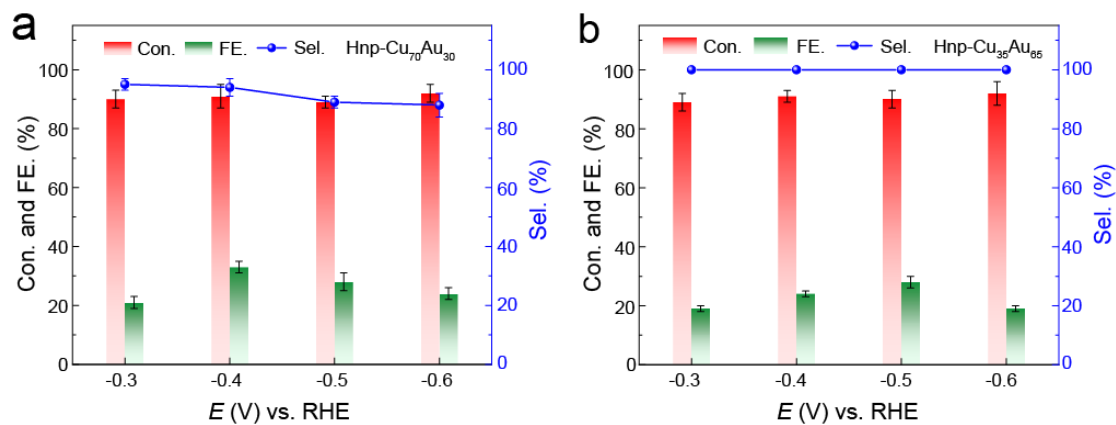 a
Con. FE. Sel. Hnp-Cu70Au30
Con. and FE. (%)
100
80
60
40
20
0
100
80
60
40
20
0
Sel. (%)
-0.3 -0.4 -0.5 -0.6
E (V) vs. RHE
b
Con. FE. Sel. Hnp-Cu35Au65
Con. and FE. (%)
100
80
60
40
20
0
100
80
60
40
20
0
Sel. (%)
-0.3 -0.4 -0.5 -0.6
E (V) vs. RHE